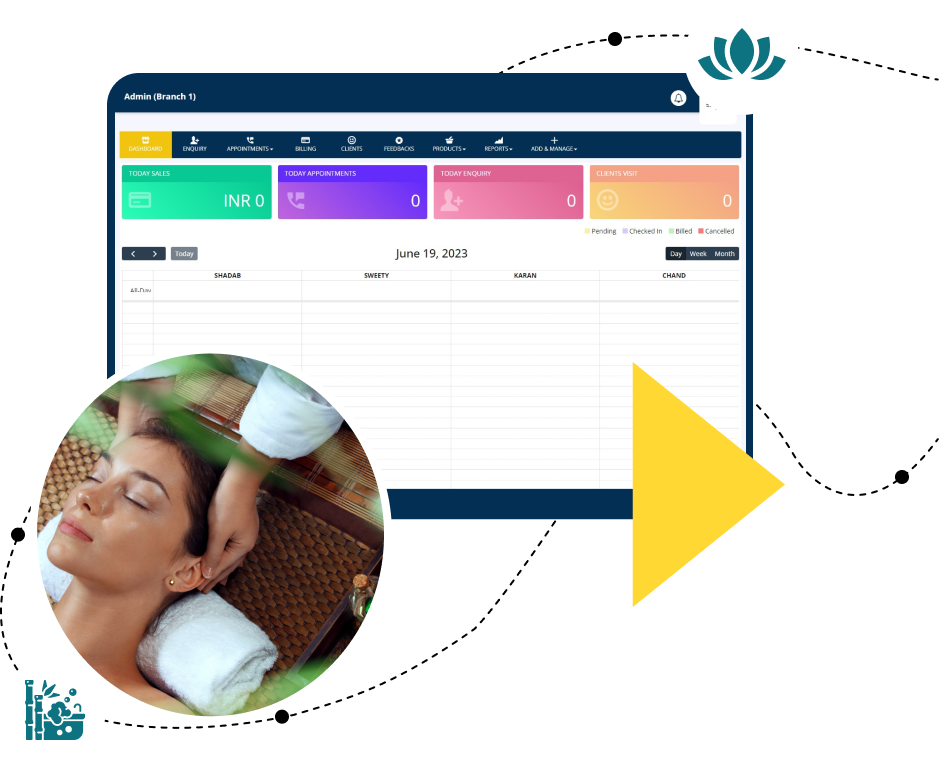 Admin (Branch 1)
DASHBOARD ENQUIRY APPOINTMENTS BILLING CLIENTS FEEDBACKS PRODUCTS REPORTS ADD & MANAGE
TODAY SALES TODAY APPOINTMENTS TODAY ENQUIRY CLIENTS VISIT
INR 0 0 0 0
Pending Checked In Billed Cancelled
Today June 19, 2023 Day Week Month
SHADAB SWEETY KARAN CHAND
All-Day